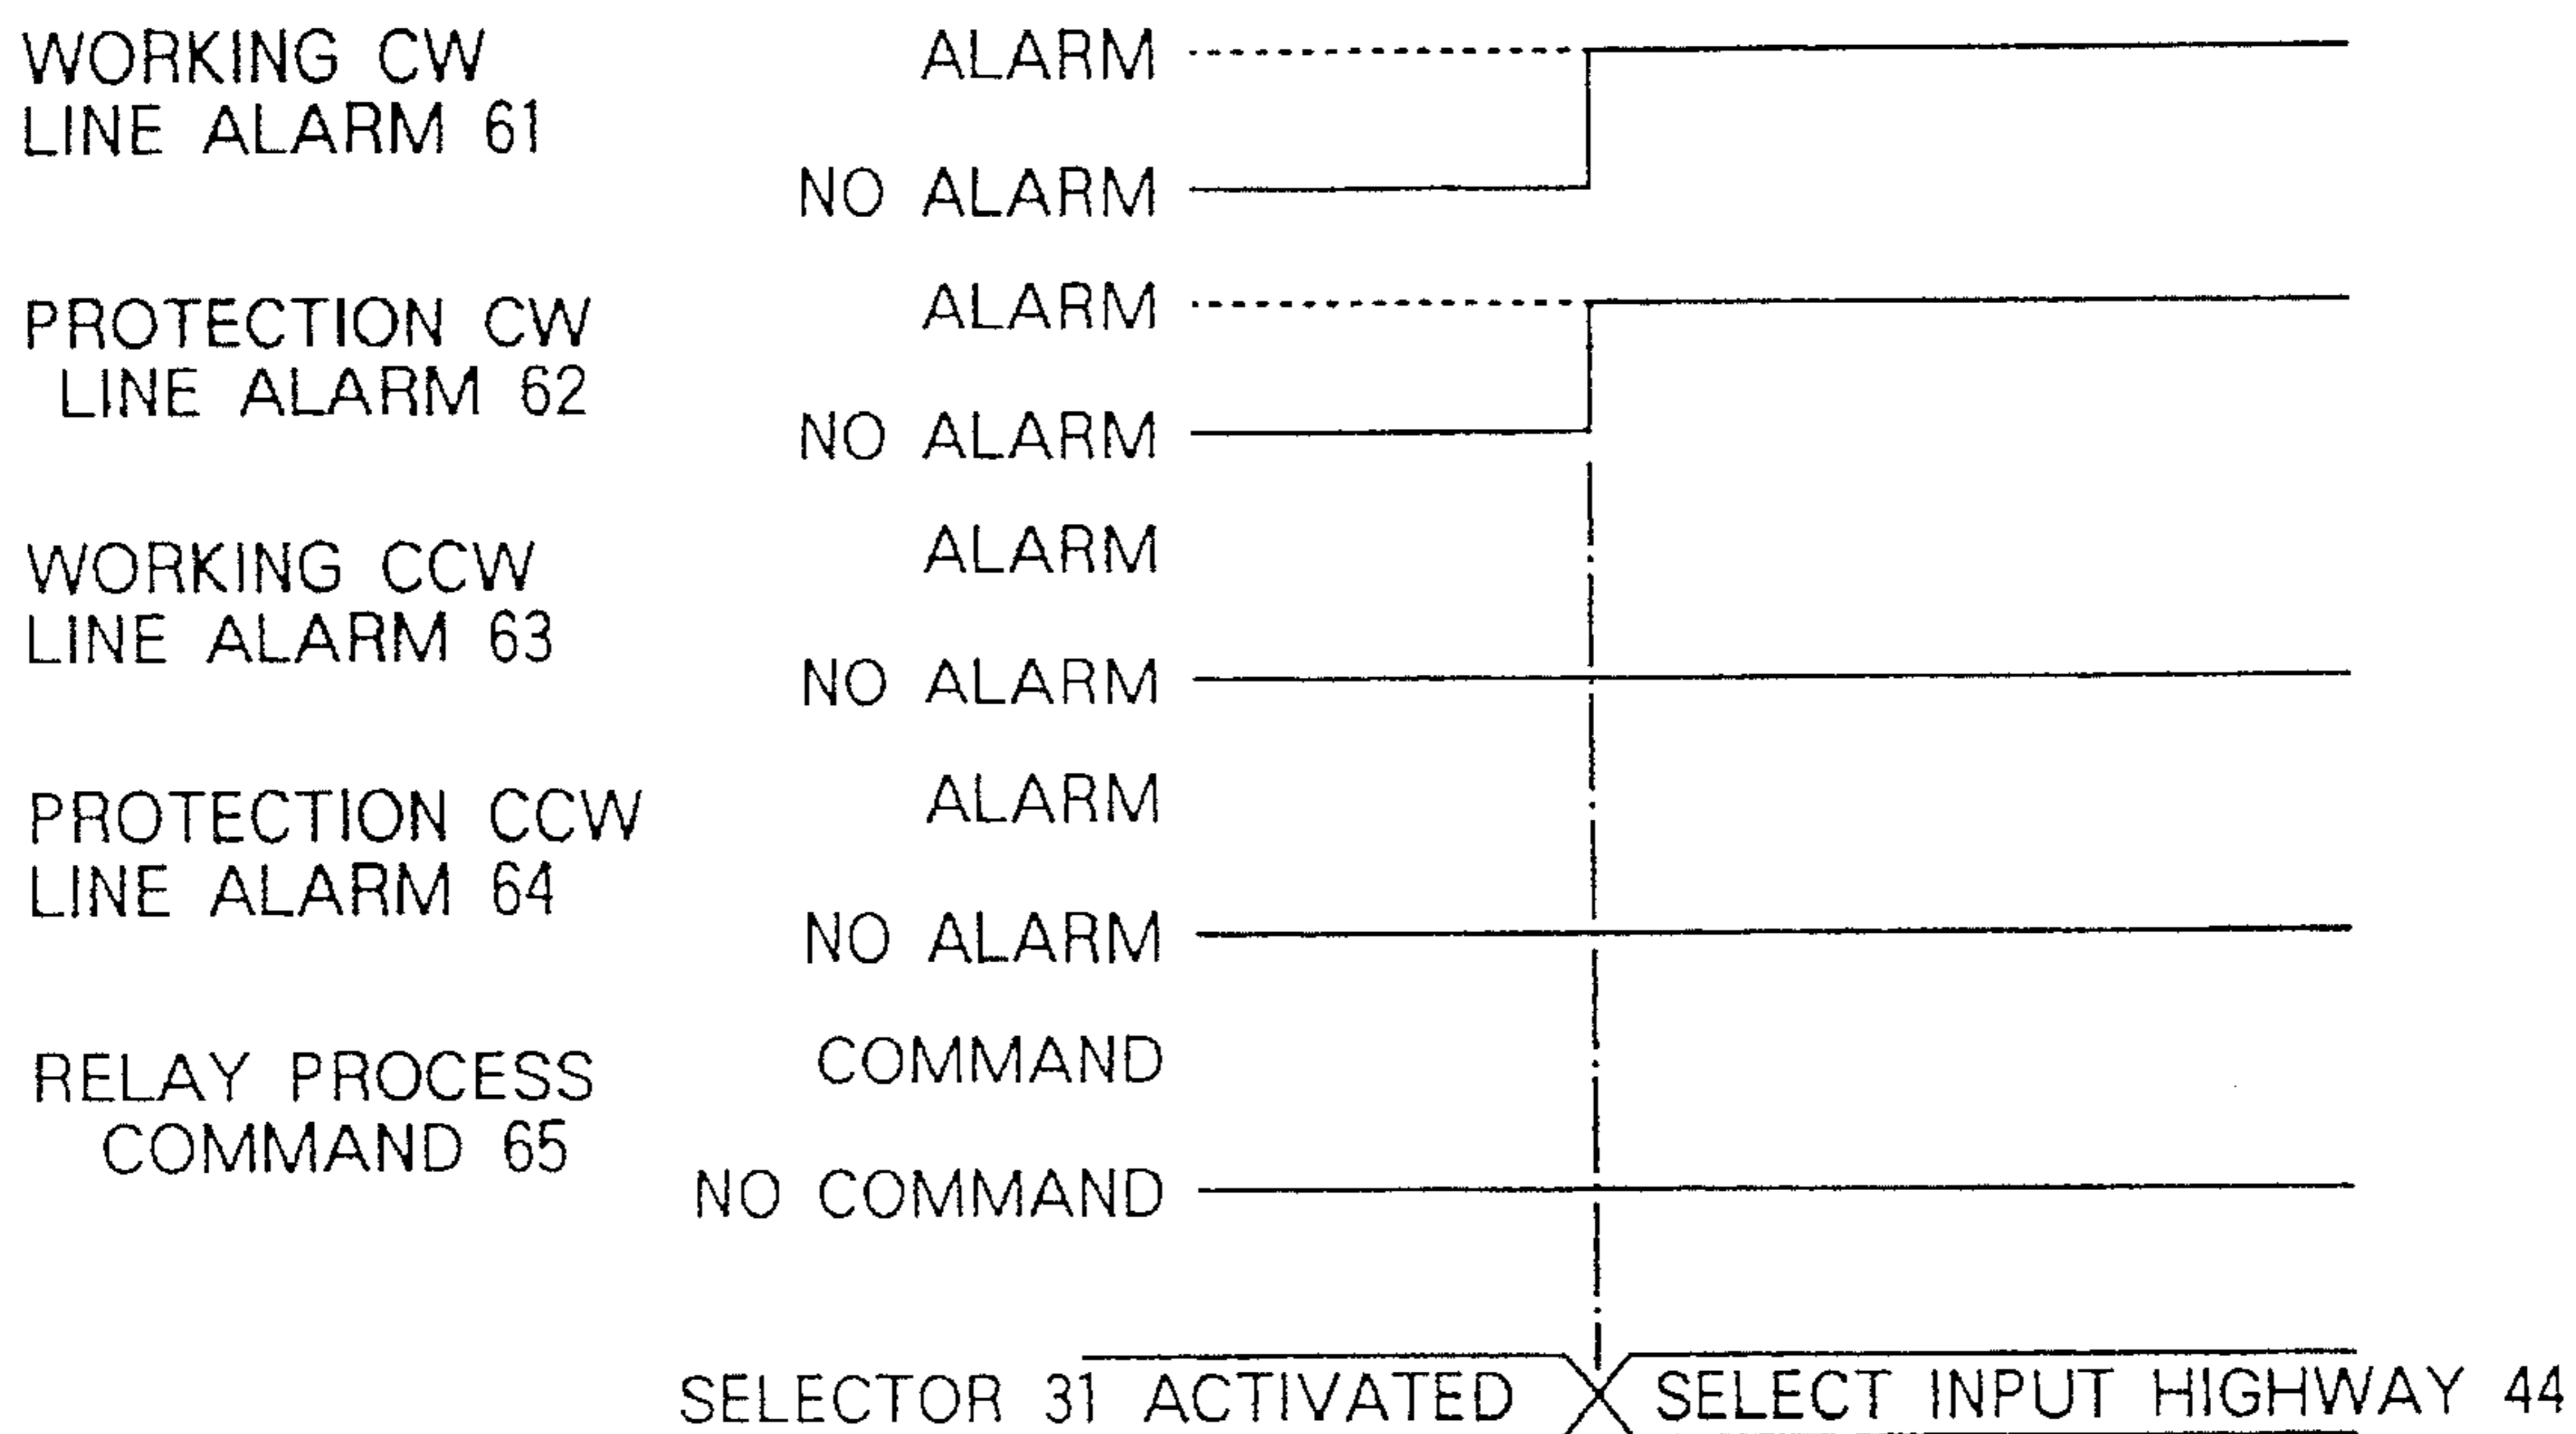 WORKING CW
LINE ALARM 61
ALARM
NO ALARM
PROTECTION CW
LINE ALARM 62
ALARM
NO ALARM
WORKING CCW
LINE ALARM 63
ALARM
NO ALARM
PROTECTION CCW
LINE ALARM 64
ALARM
NO ALARM
RELAY PROCESS
COMMAND 65
COMMAND
NO COMMAND
SELECTOR 31 ACTIVATED
SELECT INPUT HIGHWAY 44